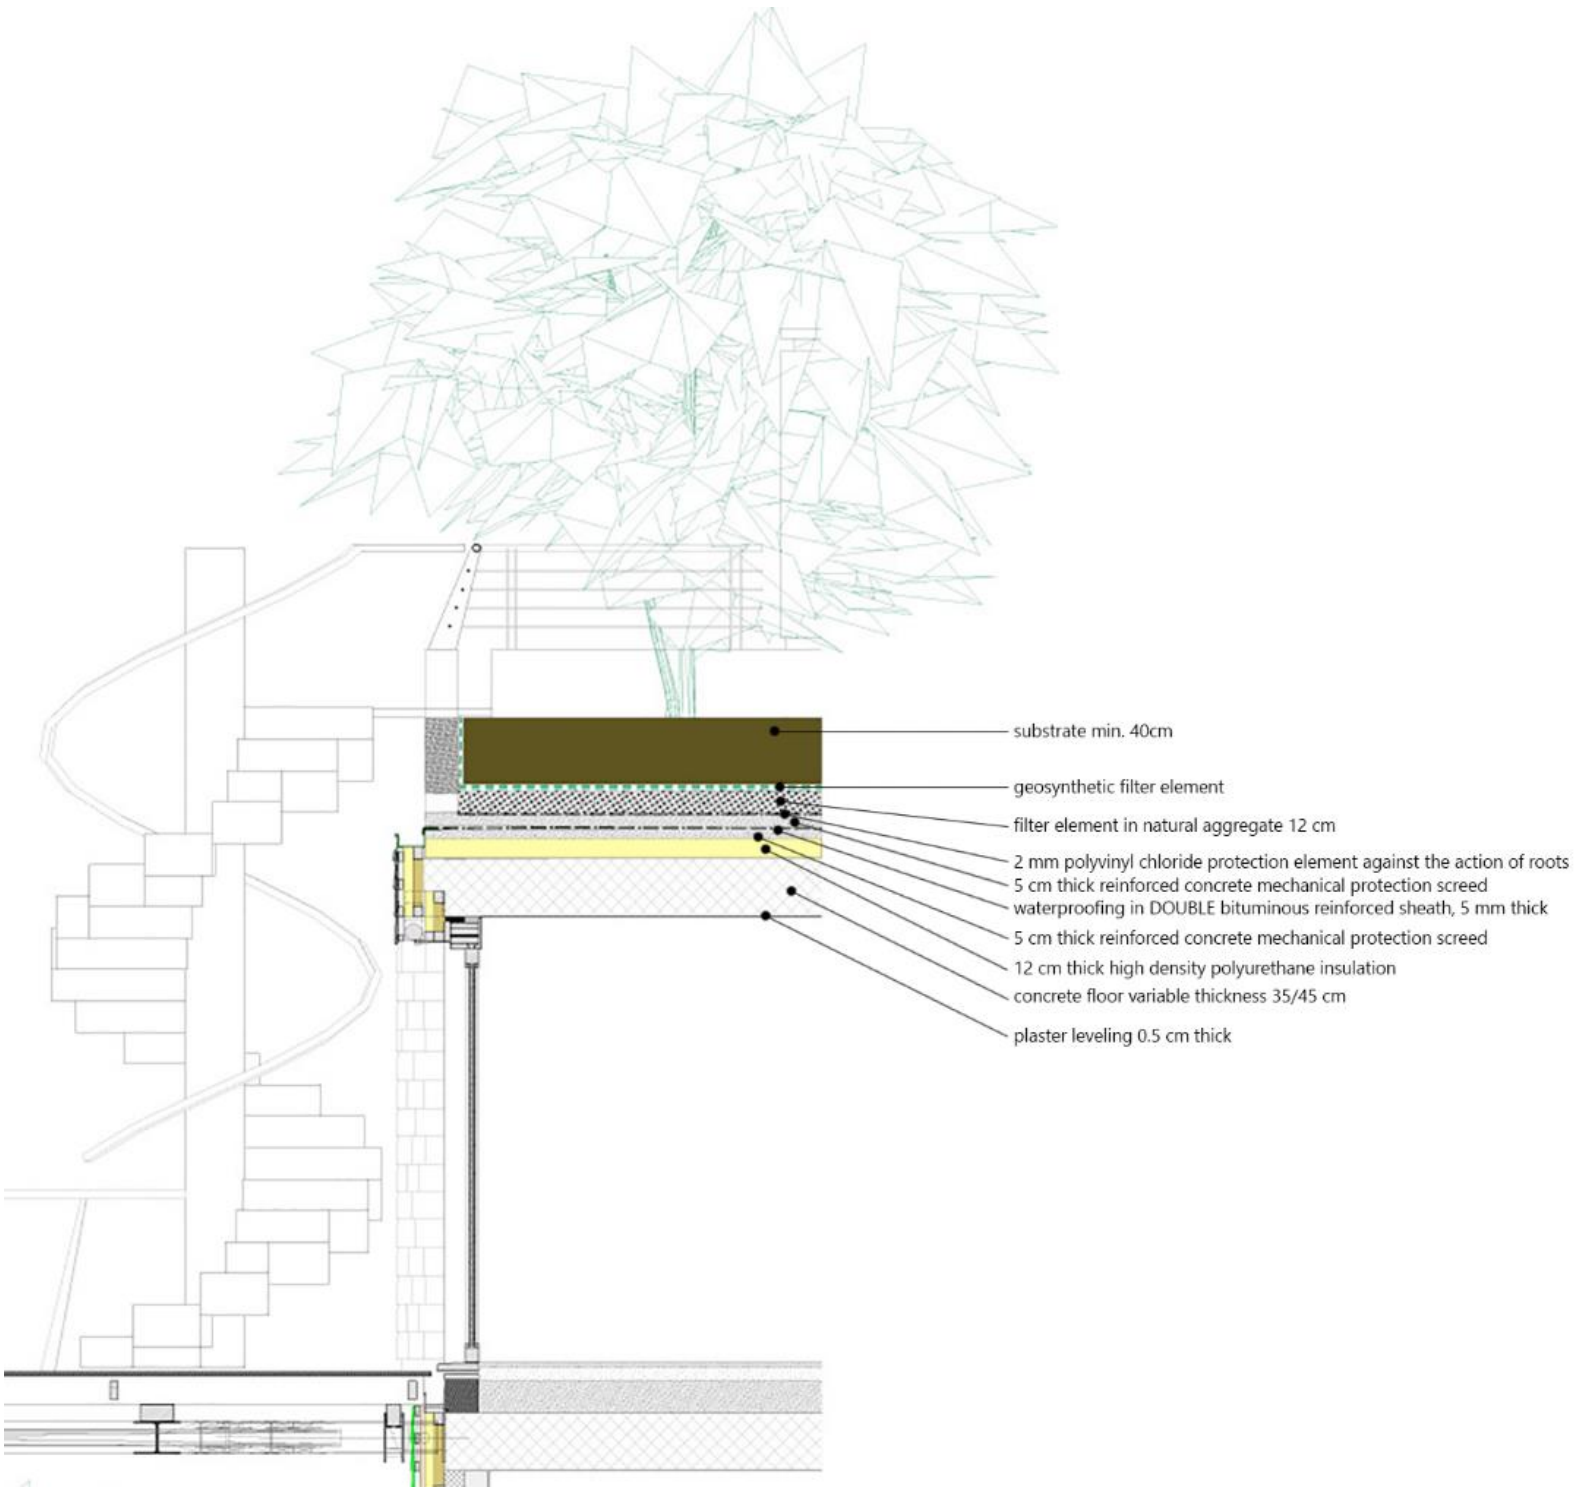 substrate min. 40cm
geosynthetic filter element
filter element in natural aggregate 12 cm
2 mm polyvinyl chloride protection element against the action of roots
5 cm thick reinforced concrete mechanical protection screed
waterproofing in DOUBLE bituminous reinforced sheath, 5 mm thick
5 cm thick reinforced concrete mechanical protection screed
12 cm thick high density polyurethane insulation
concrete floor variable thickness 35/45 cm
plaster leveling 0.5 cm thick